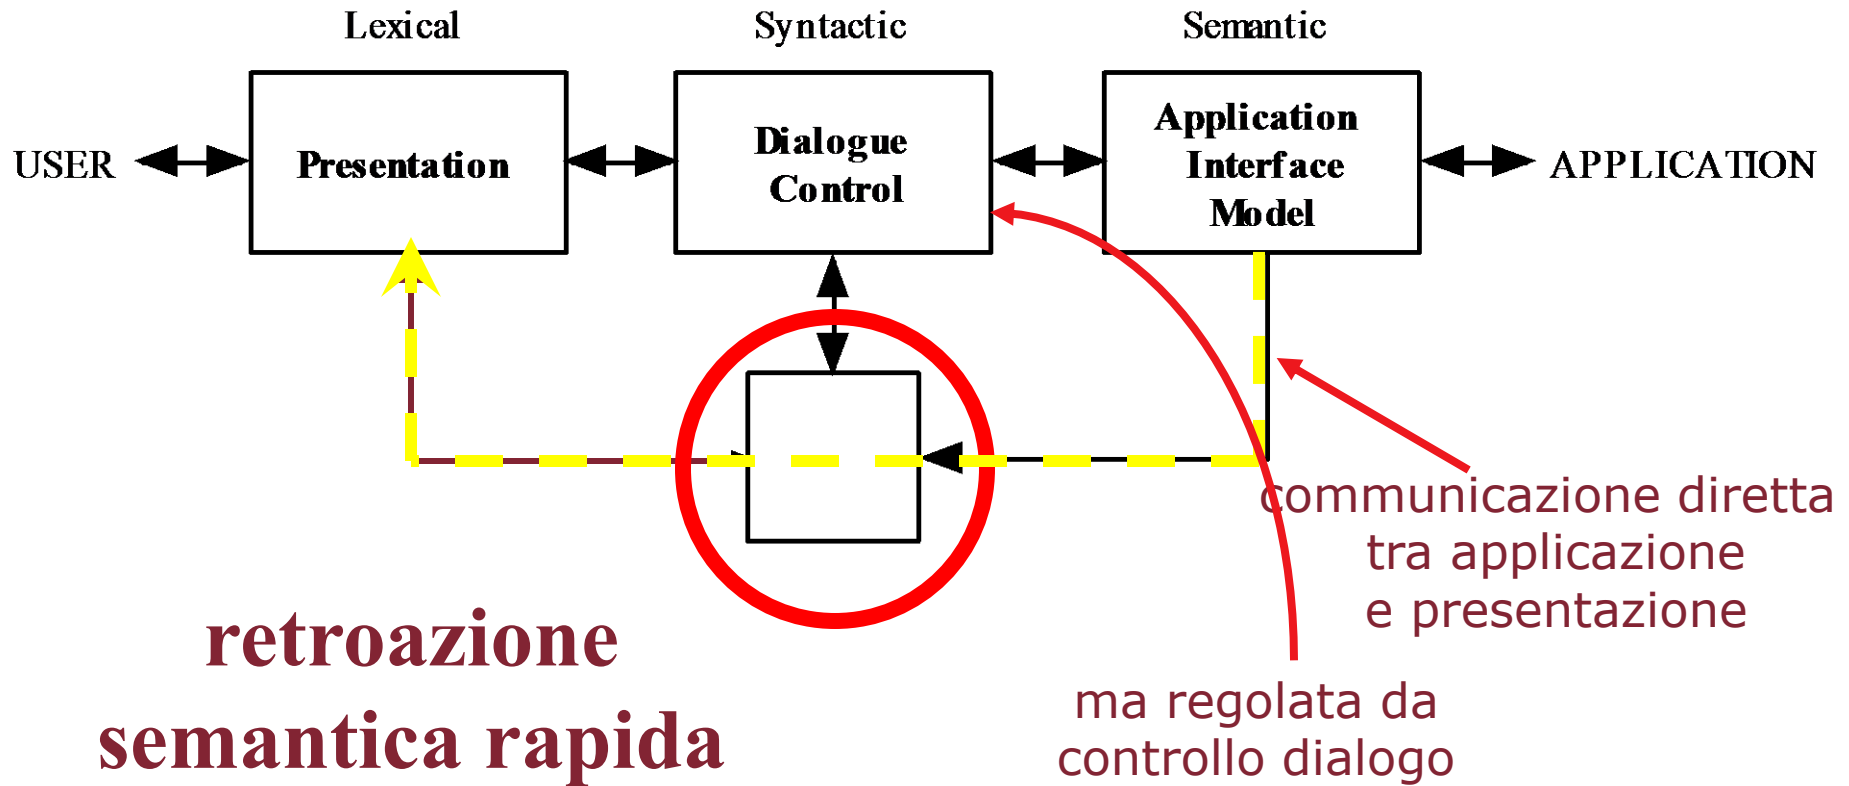 Lexical
Syntactic
Semantic
USER
Presentation
Dialogue
Control
Application
Interface
Model
APPLICATION
communicazione diretta
tra applicazione
e presentazione
retroazione
semantica rapida
ma regolata da
controllo dialogo